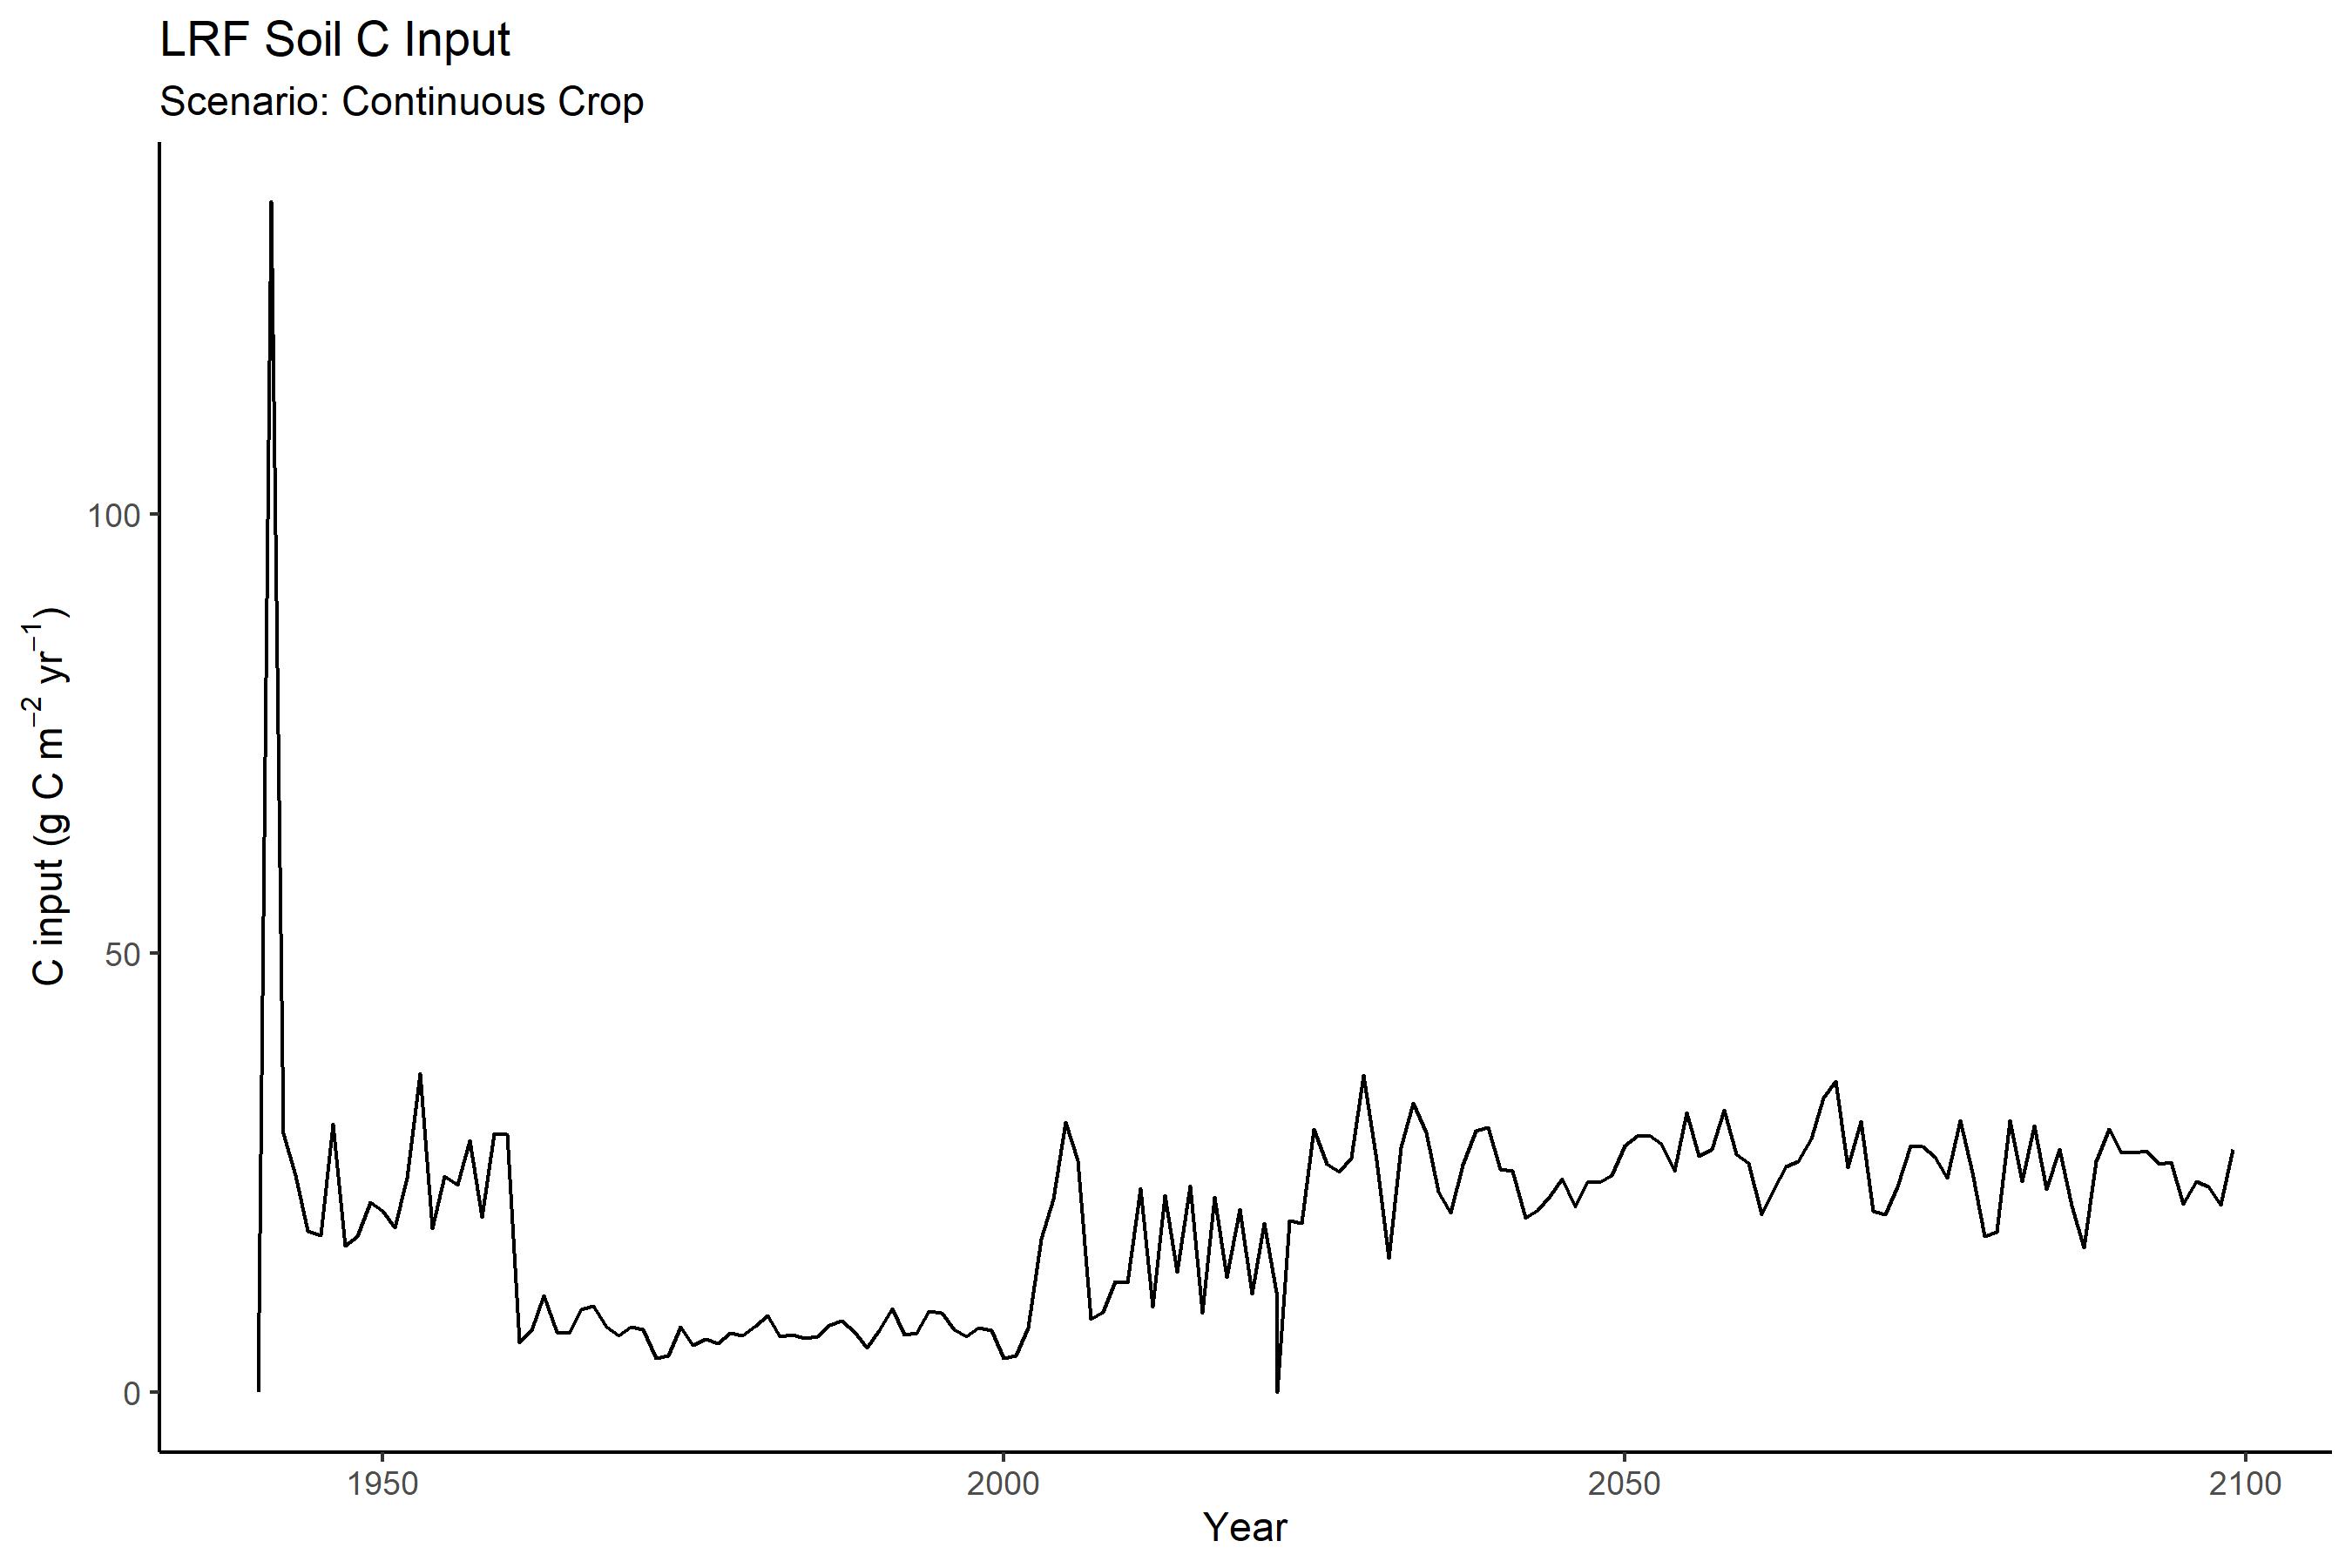 LRF Soil C Input
Scenario: Continuous Crop
C input (g C m⁻² yr⁻¹)
100
50
0
1950
2000
2050
2100
Year